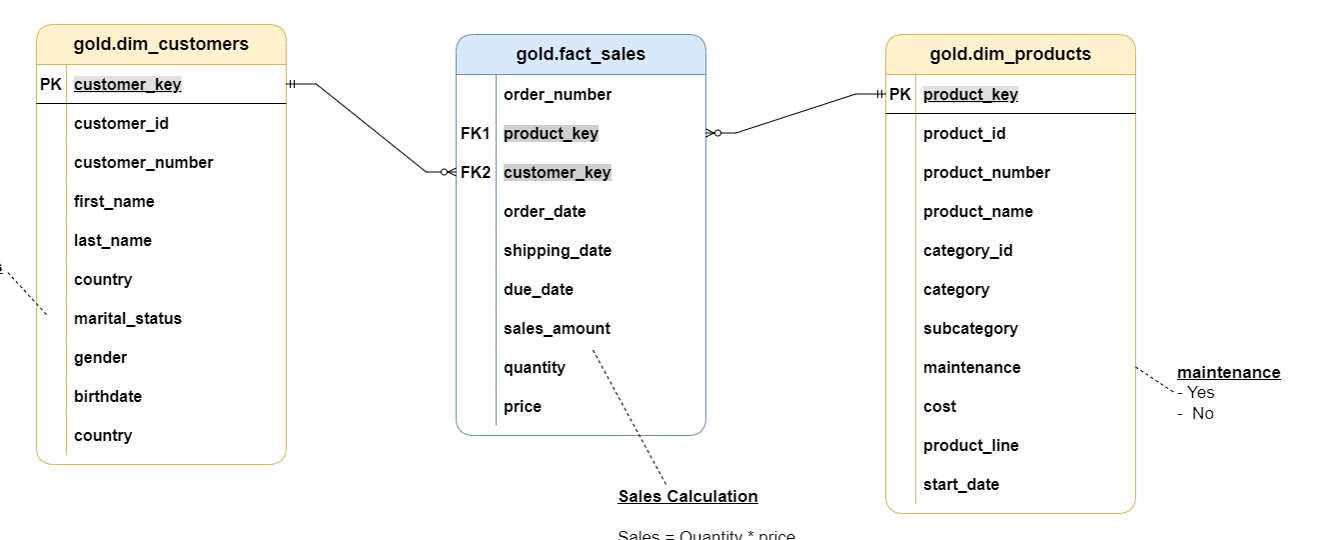 gold.dim_customers
PK customer_key
customer_id
customer_number
first_name
last_name
country
marital_status
gender
birthdate
country
gold.fact_sales
order_number
FK1 product_key
FK2 customer_key
order_date
shipping_date
due_date
sales_amount
quantity
price
Sales Calculation
Sales = Quantity * price
gold.dim_products
PK product_key
product_id
product_number
product_name
category_id
category
subcategory
maintenance
cost
product_line
start_date
maintenance
- Yes
- No